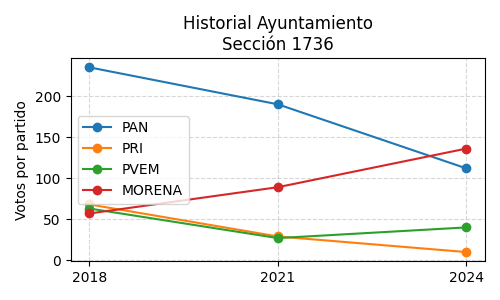 Historial Ayuntamiento
Sección 1736
Votos por partido
200
150
100
50
0
PAN
PRI
PVEM
MORENA
2018
2021
2024